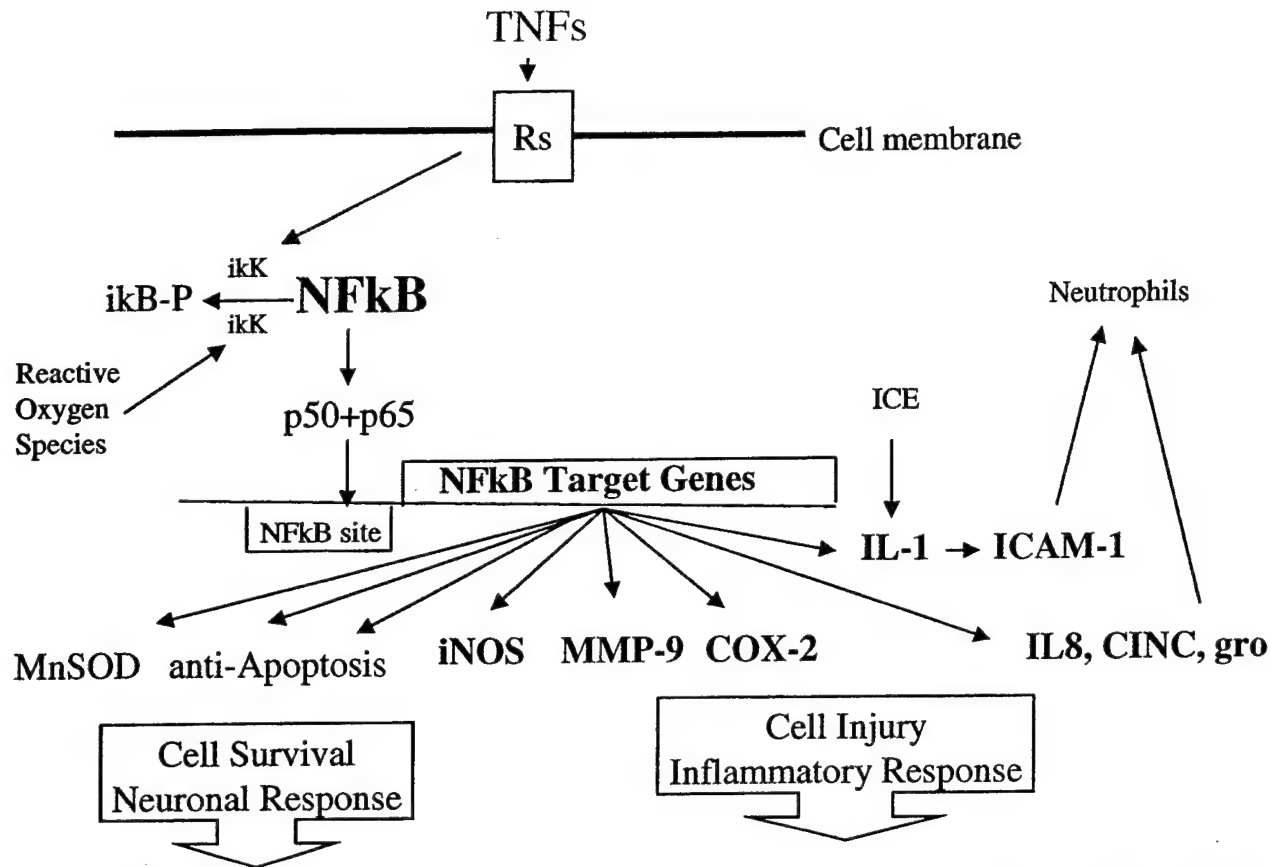 TNFs
Rs
Cell membrane
ikK
ikB-P
NFkB
ikK
Neutrophils
Reactive
Oxygen
Species
p50+p65
ICE
NFkB Target Genes
NFkB site
IL-1
ICAM-1
MnSOD
anti-Apoptosis
iNOS
MMP-9
COX-2
IL8, CINC, gro
Cell Survival
Neuronal Response
Cell Injury
Inflammatory Response